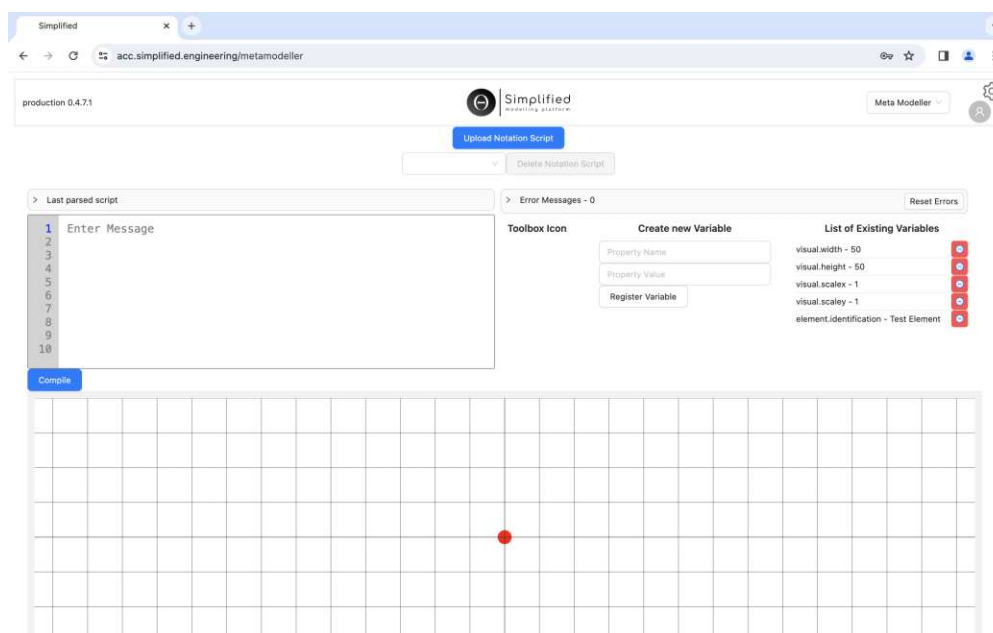 Simplified
acc.simplified.engineering/metamodeller
production 0.4.7.1
Simplified
modelling platform
Meta Modeller
Upload Notation Script
Delete Notation Script
> Last parsed script
> Error Messages - 0
Reset Errors
1 Enter Message
2
3
4
5
6
7
8
9
10
Toolbox Icon
Create new Variable
Property Name
Property Value
Register Variable
List of Existing Variables
visual.width - 50
visual.height - 50
visual.scalex - 1
visual.scaley - 1
element.identification - Test Element
Compile